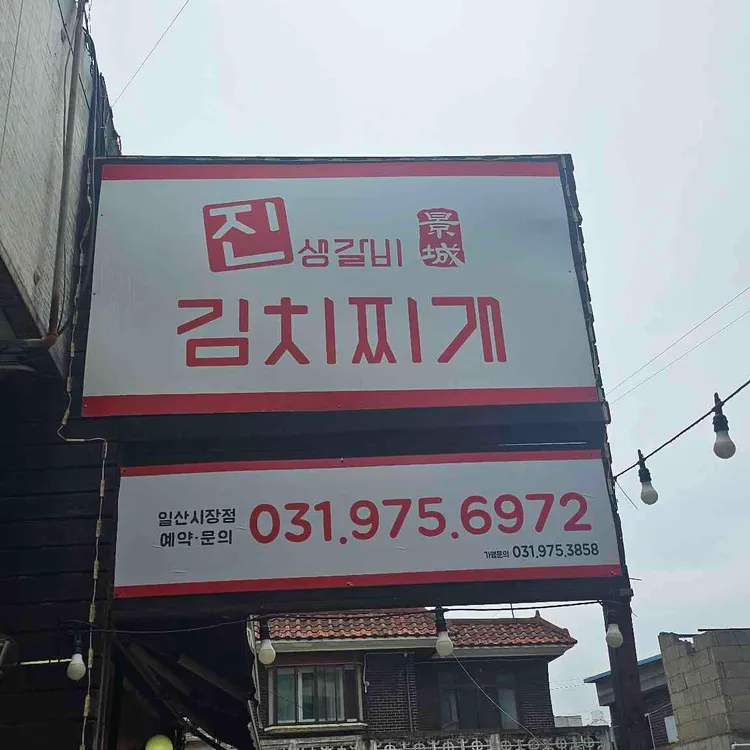 진생갈비 景城
김치찌개
일산시장점 031.975.6972
예약·문의
가맹문의 031.975.3858